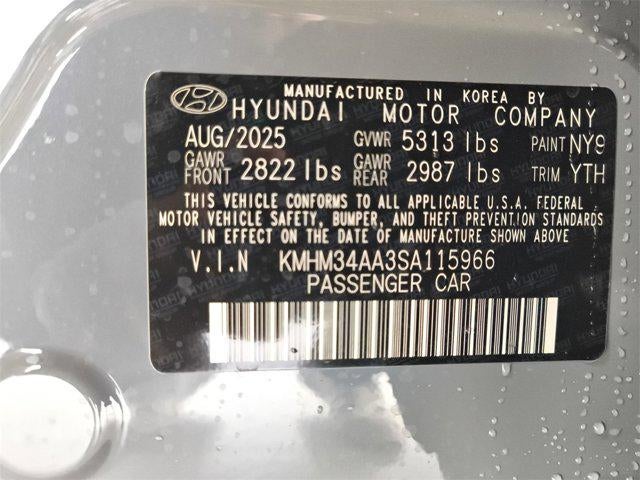 MANUFACTURED IN KOREA BY
HYUNDAI MOTOR COMPANY
AUG/2025 GVWR 5313 lbs PAINT NY9
GAWR FRONT 2822 lbs GAWR REAR 2987 lbs TRIM YTH
THIS VEHICLE CONFORMS TO ALL APPLICABLE U.S.A. FEDERAL
MOTOR VEHICLE SAFETY, BUMPER, AND THEFT PREVENTION STANDARDS
IN EFFECT ON THE DATE OF MANUFACTURE SHOWN ABOVE
V.I.N KMHM34AA3SA115966
PASSENGER CAR